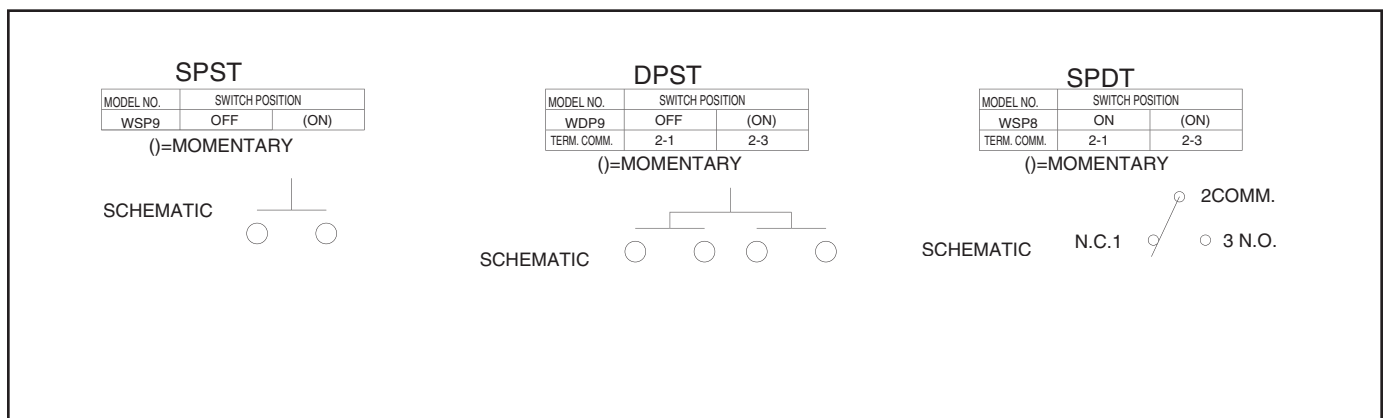 SPST
MODEL NO. SWITCH POSITION
WSP9 OFF (ON)
()=MOMENTARY
SCHEMATIC
DPST
MODEL NO. SWITCH POSITION
WDP9 OFF (ON)
TERM. COMM. 2-1 2-3
()=MOMENTARY
SCHEMATIC
SPDT
MODEL NO. SWITCH POSITION
WSP8 ON (ON)
TERM. COMM. 2-1 2-3
()=MOMENTARY
2COMM.
SCHEMATIC N.C.1 3 N.O.